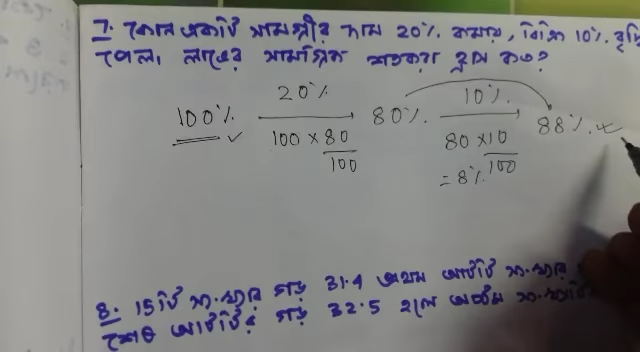 7. কোন একটি সামগ্রীর দাম 20% কমায়, বিক্রি 10% বৃদ্ধি
পেল। লাভের সামগ্রিক শতকরা হ্রাস কত?
20% 10%
100% 80% 88%
100 × 80/100 80 × 10/100
= 8%
8. 15টি সংখ্যার গড় 31.4 প্রথম আটটি সংখ্যার
শেষ আটটির গড় 32.5 হলে অষ্টম